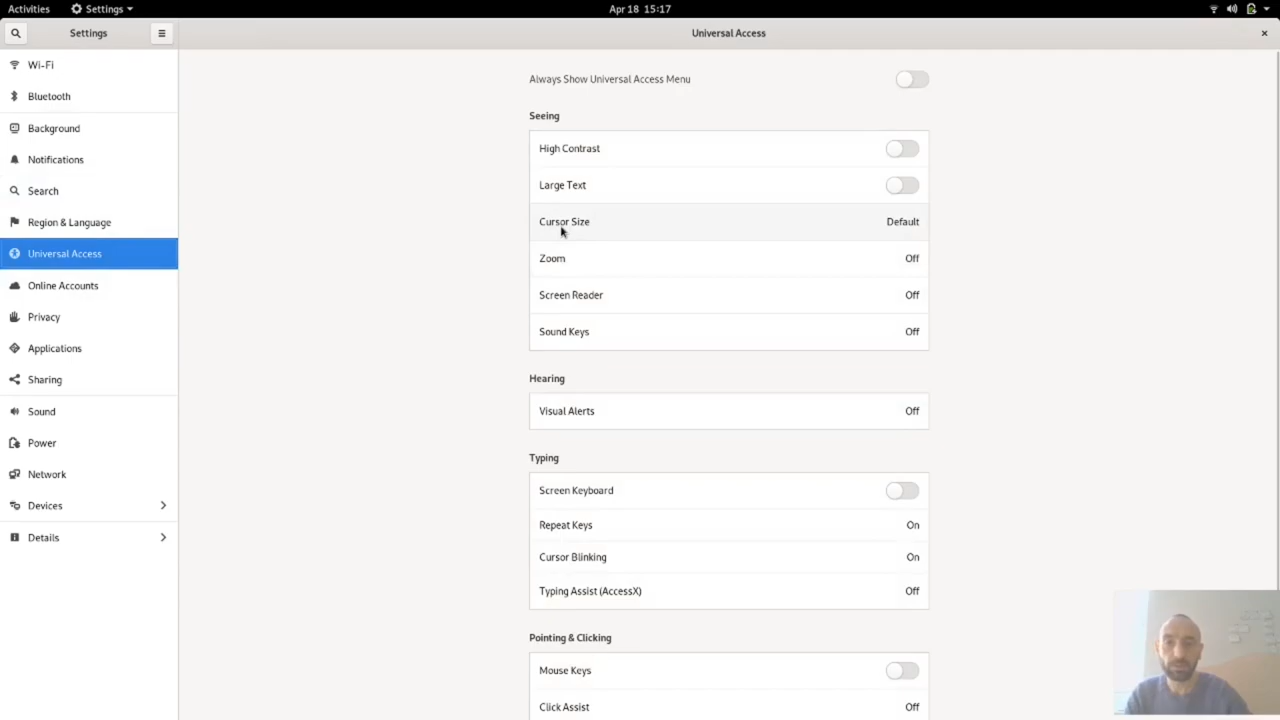 Activities
Settings
Apr 18 15:17
Settings
Universal Access
Wi-Fi
Bluetooth
Background
Notifications
Search
Region & Language
Universal Access
Online Accounts
Privacy
Applications
Sharing
Sound
Power
Network
Devices
Details
Always Show Universal Access Menu
Seeing
High Contrast
Large Text
Cursor Size Default
Zoom Off
Screen Reader Off
Sound Keys Off
Hearing
Visual Alerts Off
Typing
Screen Keyboard
Repeat Keys On
Cursor Blinking On
Typing Assist (AccessX) Off
Pointing & Clicking
Mouse Keys
Click Assist Off